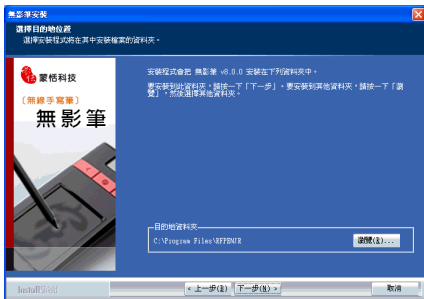 無影筆安裝
選擇目的地位置
選擇安裝程式將在其中安裝檔案的資料夾。
蒙恬科技
〔無線手寫筆〕
無影筆
安裝程式會把 無影筆 v8.0.0 安裝在下列資料夾中。
要安裝到此資料夾,請按一下「下一步」。要安裝到其他資料夾,請按一下「瀏
覽」,然後選擇其他資料夾。
目的地資料夾
C:\Program Files\RFPENJR
瀏覽(R)...
InstallShield
< 上一步(B)
下一步(N) >
取消